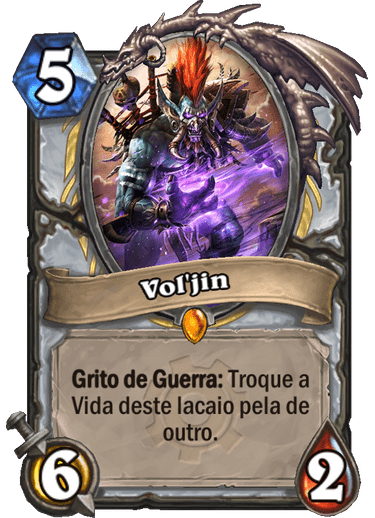 5
Vol'jin
Grito de Guerra: Troque a
Vida deste lacaio pela de
outro.
6
2